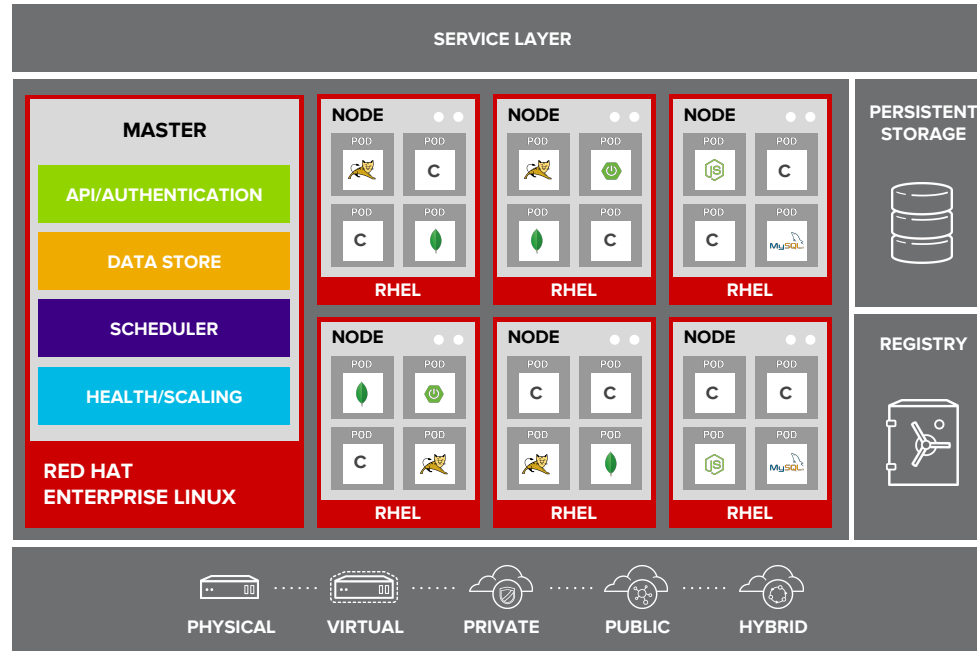 SERVICE LAYER
MASTER
API/AUTHENTICATION
DATA STORE
SCHEDULER
HEALTH/SCALING
RED HAT
ENTERPRISE LINUX
NODE
POD
POD
C
POD
POD
C
RHEL
NODE
POD
POD
POD
POD
C
RHEL
NODE
POD
POD
JS
C
POD
POD
C
MySQL
RHEL
NODE
POD
POD
POD
POD
C
RHEL
NODE
POD
POD
C
C
POD
POD
RHEL
NODE
POD
POD
C
C
POD
POD
JS
MySQL
RHEL
PERSISTENT
STORAGE
REGISTRY
PHYSICAL
VIRTUAL
PRIVATE
PUBLIC
HYBRID